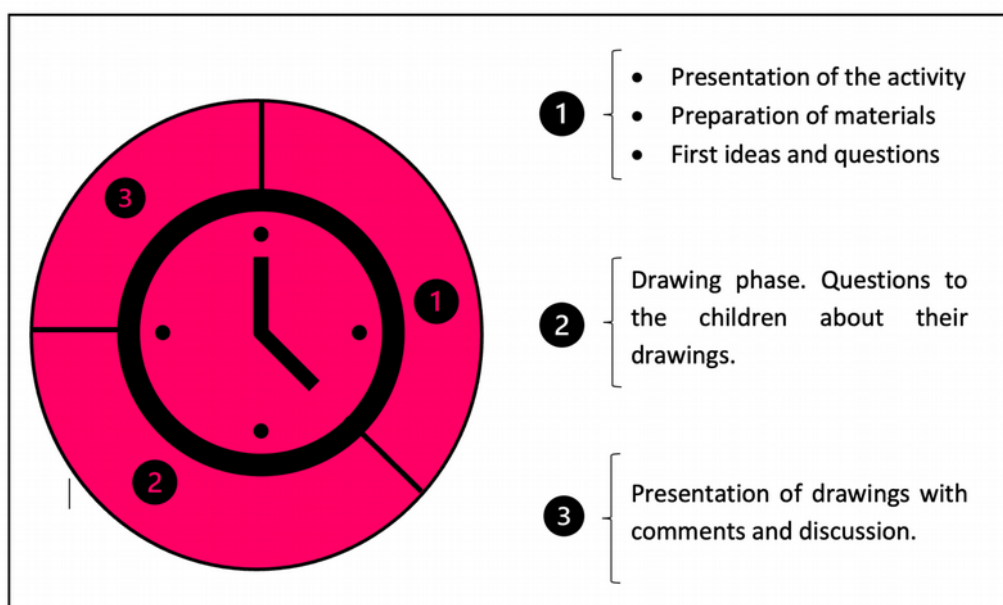 3
1
2
1
• Presentation of the activity
• Preparation of materials
• First ideas and questions
2
Drawing phase. Questions to
the children about their
drawings.
3
Presentation of drawings with
comments and discussion.